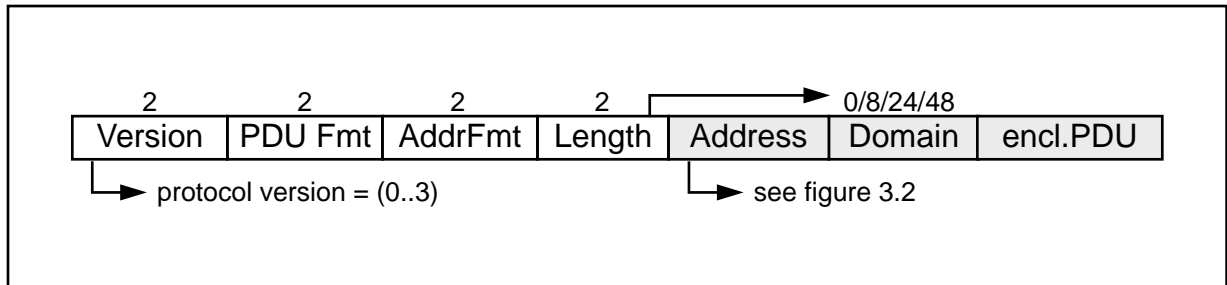 2 2 2 2 0/8/24/48
Version PDU Fmt AddrFmt Length Address Domain encl.PDU
protocol version = (0..3) see figure 3.2